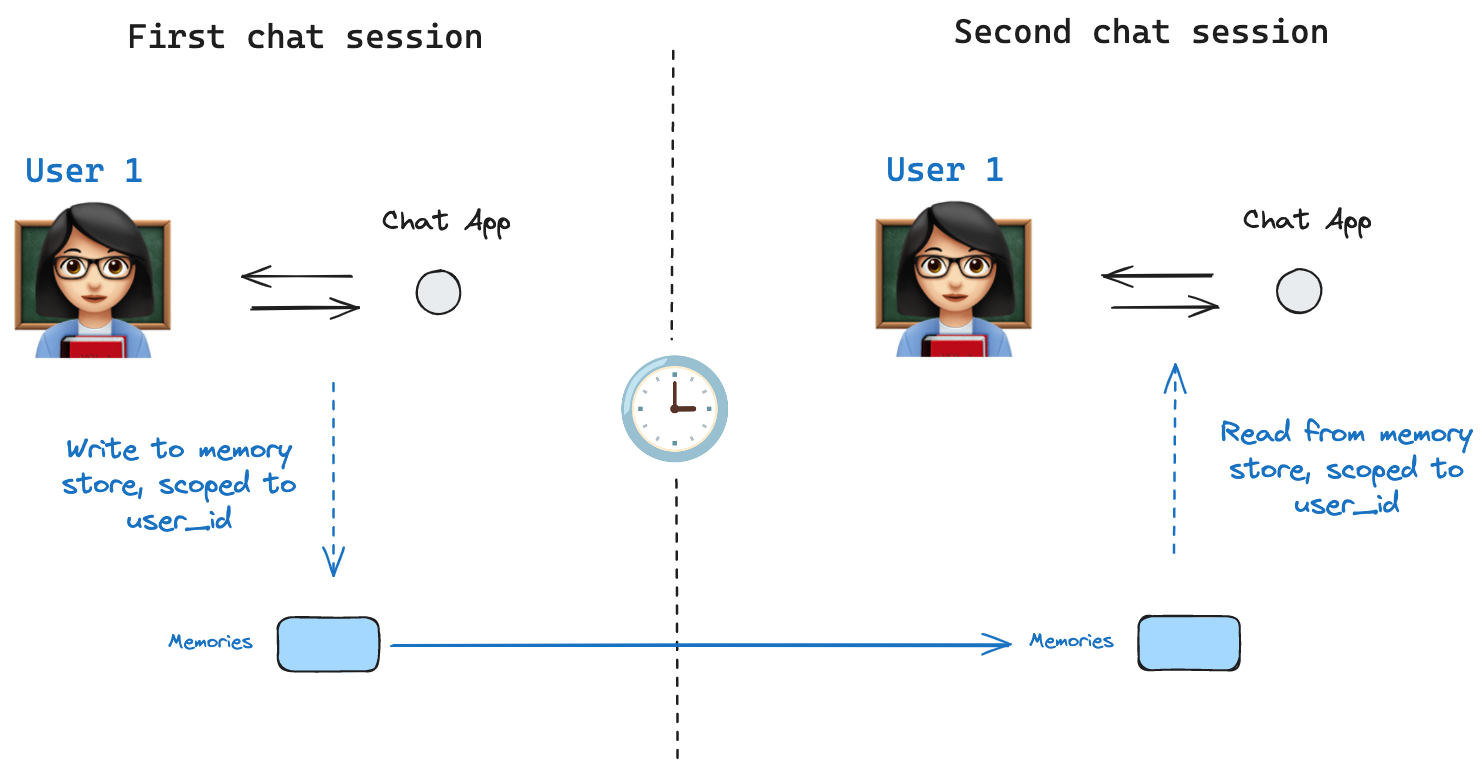 First chat session
User 1
Chat App
Write to memory
store, scoped to
user_id
Memories
Second chat session
User 1
Chat App
Read from memory
store, scoped to
user_id
Memories